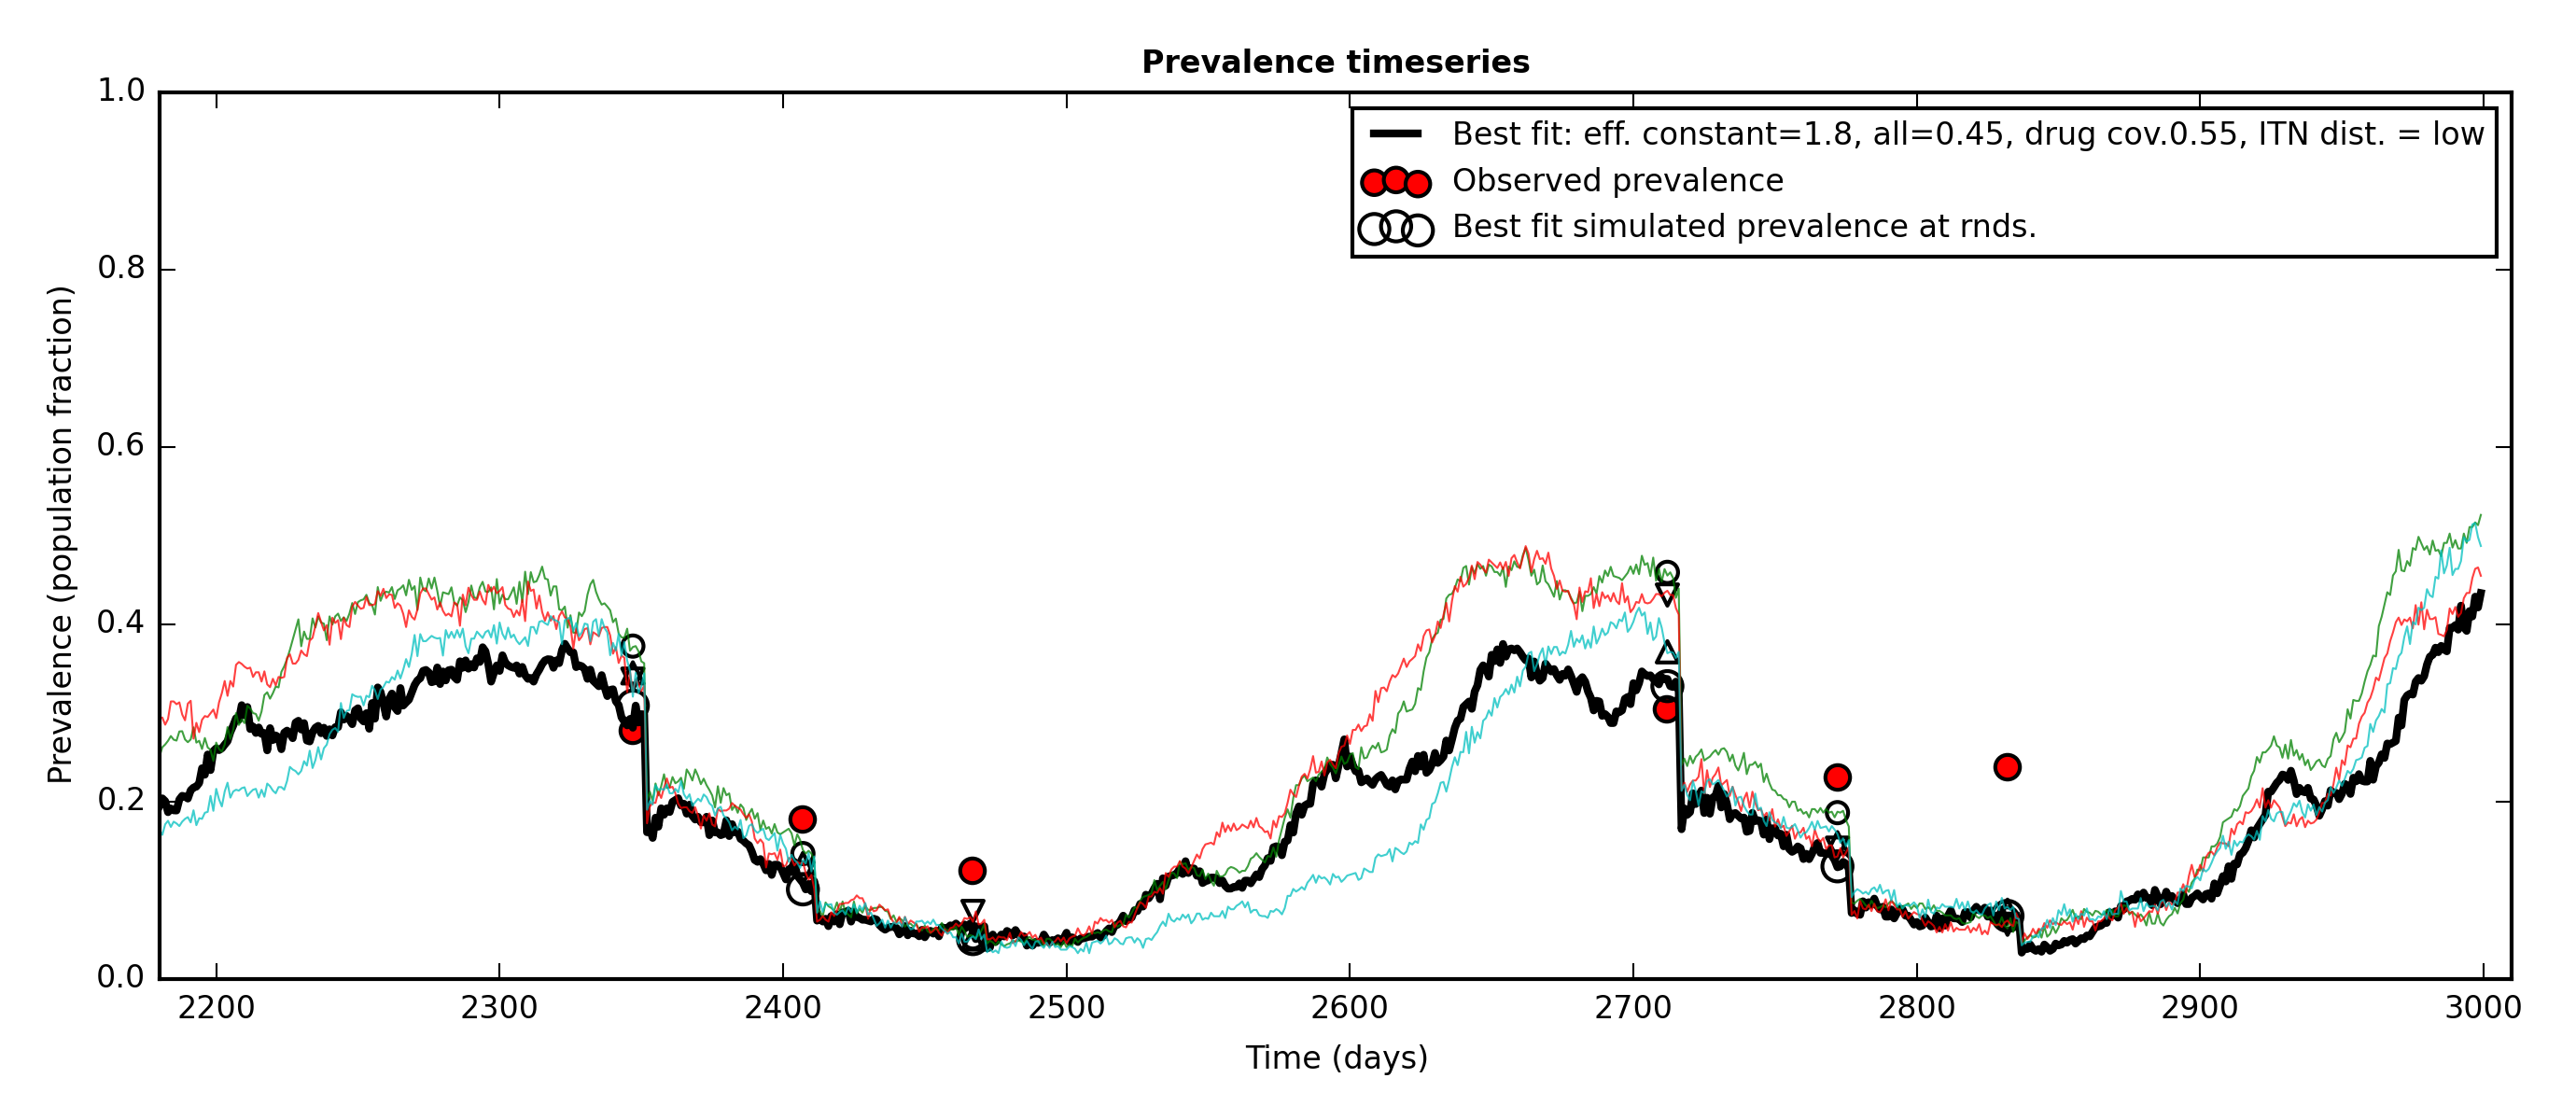 Prevalence timeseries
1.0
0.8
0.6
0.4
0.2
0.0
Prevalence (population fraction)
Best fit: eff. constant=1.8, all=0.45, drug cov.0.55, ITN dist. = low
Observed prevalence
Best fit simulated prevalence at rnds.
2200 2300 2400 2500 2600 2700 2800 2900 3000
Time (days)